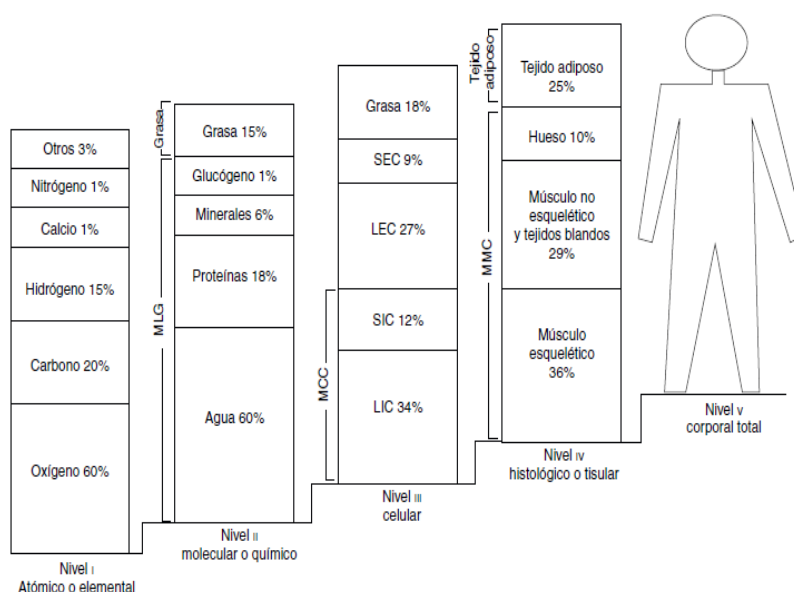 Otros 3%
Nitrógeno 1%
Calcio 1%
Hidrógeno 15%
Carbono 20%
Oxígeno 60%
Nivel I
Atómico o elemental
Grasa
MLG
Grasa 15%
Glucógeno 1%
Minerales 6%
Proteínas 18%
Agua 60%
Nivel II
molecular o químico
MCC
Grasa 18%
SEC 9%
LEC 27%
SIC 12%
LIC 34%
Nivel III
celular
Tejido
adiposo
MMC
Tejido adiposo
25%
Hueso 10%
Músculo no
esquelético
y tejidos blandos
29%
Músculo
esquelético
36%
Nivel IV
histológico o tisular
Nivel V
corporal total